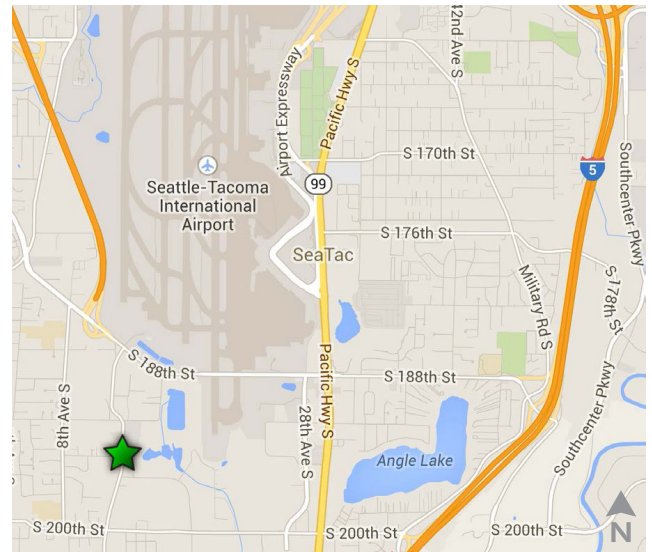 42nd Ave S
Airport Expressway
Pacific Hwy S
S 170th St
5
Southcenter Pkwy
Seattle-Tacoma
International
Airport
99
S 176th St
SeaTac
Military Rd S
S 178th St
S 188th St
Pacific Hwy S
S 188th St
8th Ave S
28th Ave S
Southcenter Pkwy
Angle Lake
S 200th St
S 200th St
S 200th St
N